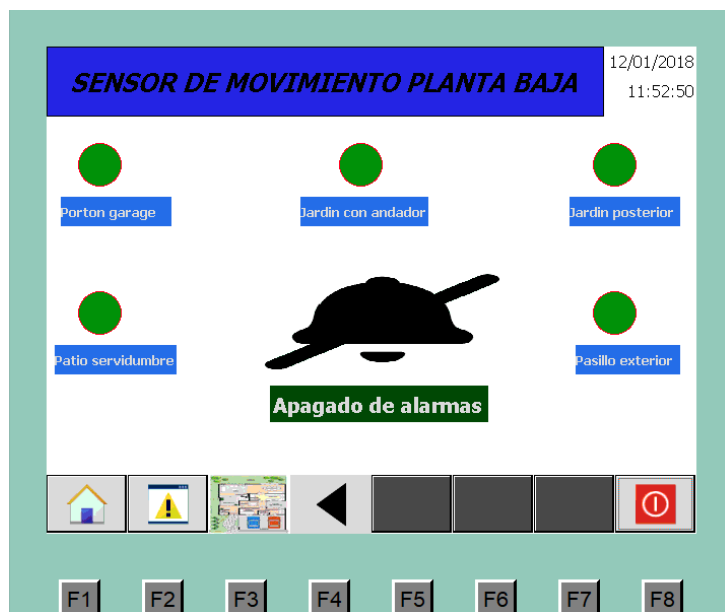 SENSOR DE MOVIMIENTO PLANTA BAJA
12/01/2018
11:52:50
Porton garage
Jardin con andador
Jardin posterior
Patio servidumbre
Pasillo exterior
Apagado de alarmas
F1 F2 F3 F4 F5 F6 F7 F8